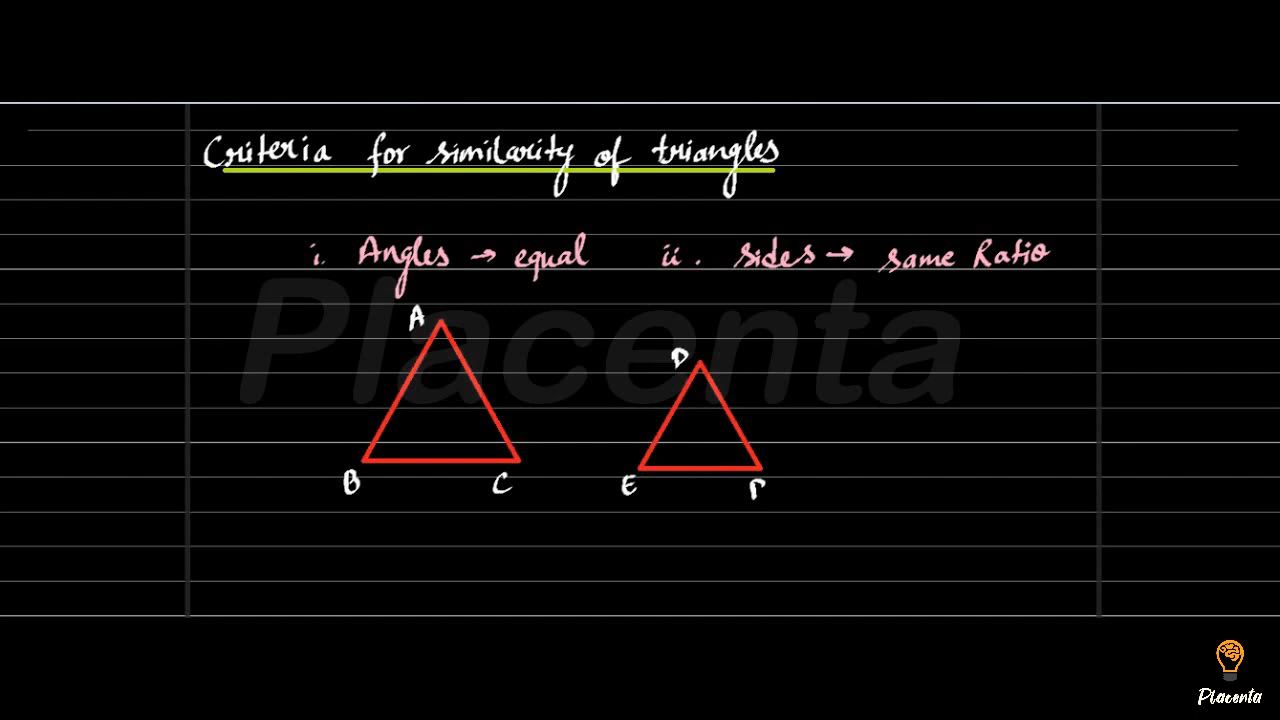 Criteria for similarity of triangles
i. Angles → equal ii. sides → same Ratio
Placenta
A
D
B C E F
Placenta